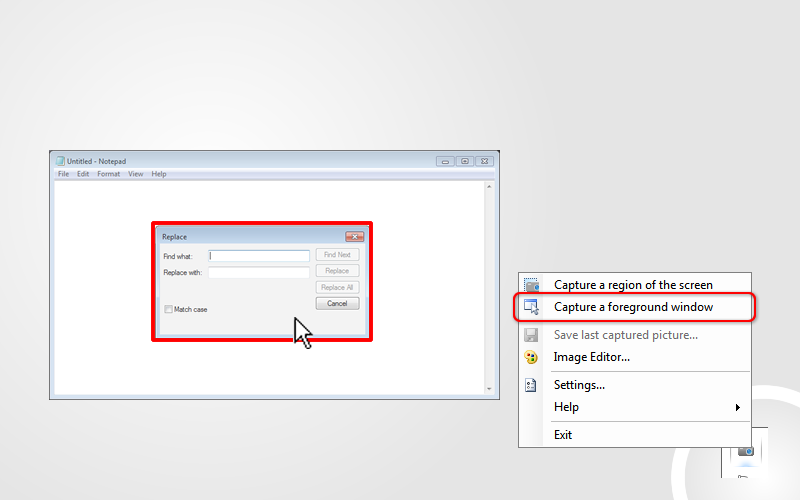 Untitled - Notepad
File Edit Format View Help
Replace
Find what:
Find Next
Replace with:
Replace
Replace All
Cancel
Match case
Capture a region of the screen
Capture a foreground window
Save last captured picture...
Image Editor...
Settings...
Help
Exit